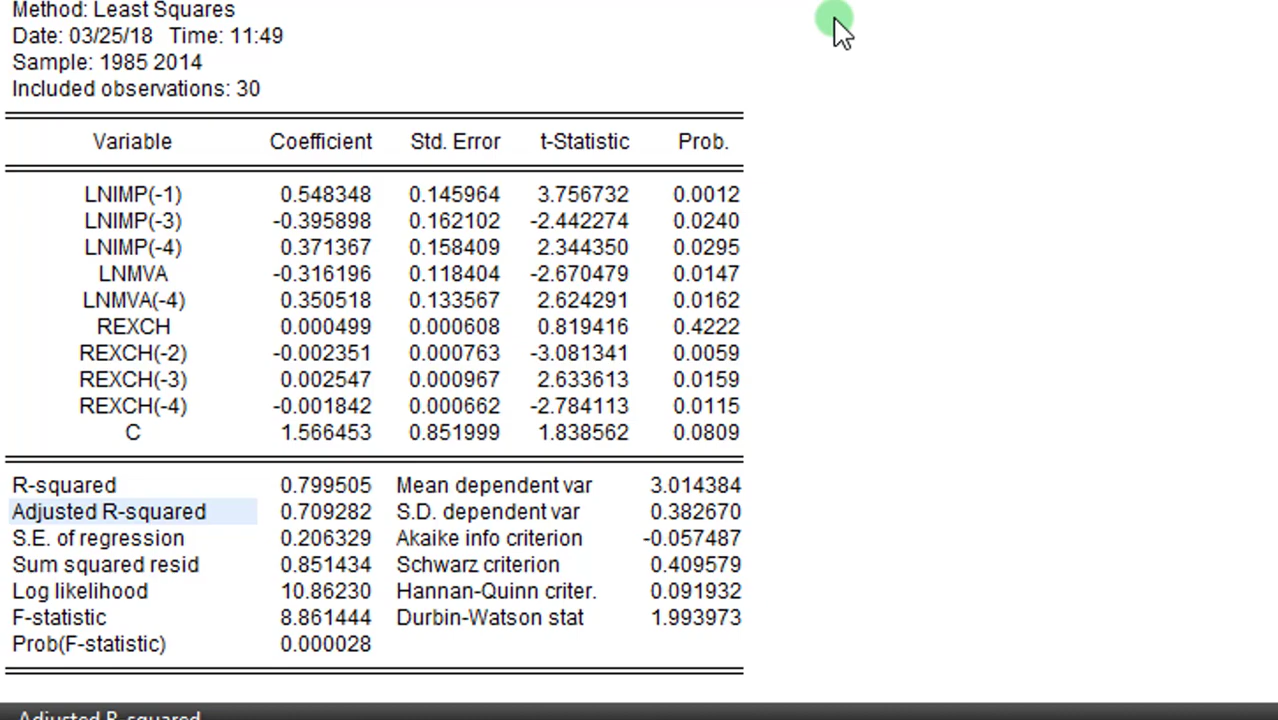 Method: Least Squares
Date: 03/25/18 Time: 11:49
Sample: 1985 2014
Included observations: 30
Variable Coefficient Std. Error t-Statistic Prob.
LNIMP(-1) 0.548348 0.145964 3.756732 0.0012
LNIMP(-3) -0.395898 0.162102 -2.442274 0.0240
LNIMP(-4) 0.371367 0.158409 2.344350 0.0295
LNMVA -0.316196 0.118404 -2.670479 0.0147
LNMVA(-4) 0.350518 0.133567 2.624291 0.0162
REXCH 0.000499 0.000608 0.819416 0.4222
REXCH(-2) -0.002351 0.000763 -3.081341 0.0059
REXCH(-3) 0.002547 0.000967 2.633613 0.0159
REXCH(-4) -0.001842 0.000662 -2.784113 0.0115
C 1.566453 0.851999 1.838562 0.0809
R-squared 0.799505 Mean dependent var 3.014384
Adjusted R-squared 0.709282 S.D. dependent var 0.382670
S.E. of regression 0.206329 Akaike info criterion -0.057487
Sum squared resid 0.851434 Schwarz criterion 0.409579
Log likelihood 10.86230 Hannan-Quinn criter. 0.091932
F-statistic 8.861444 Durbin-Watson stat 1.993973
Prob(F-statistic) 0.000028
Adjusted R-squared